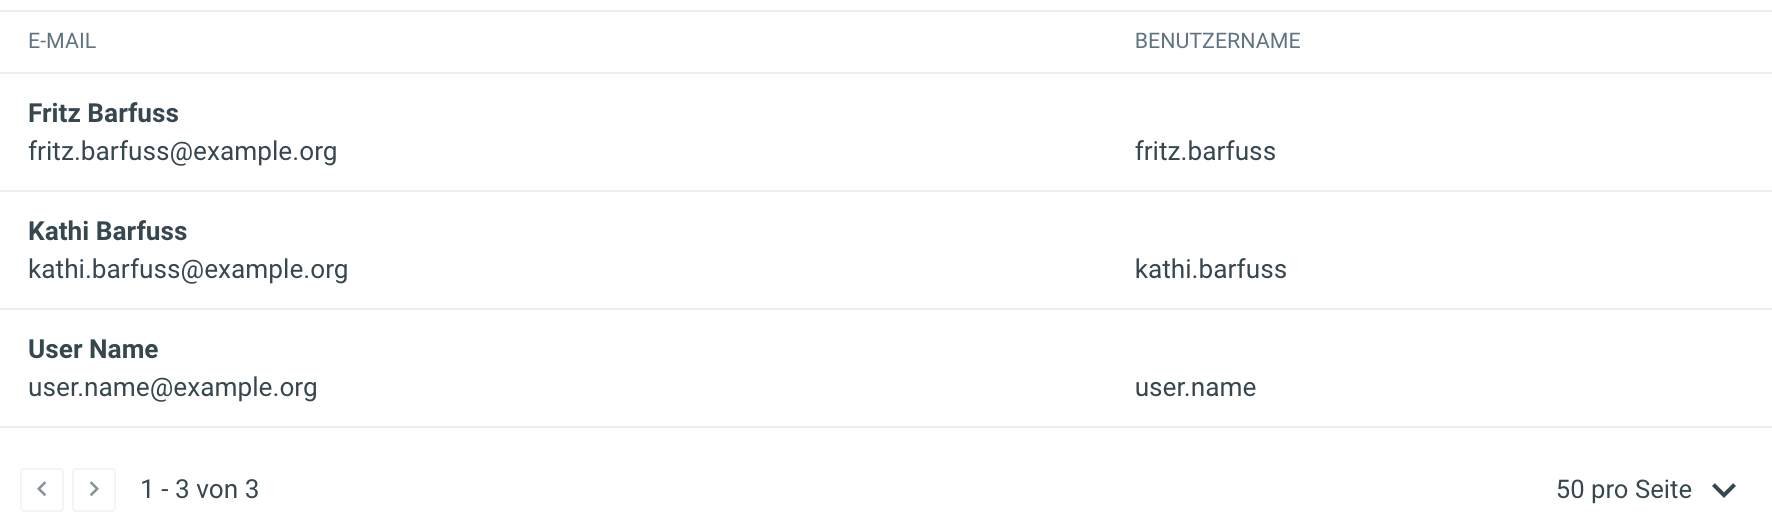 E-MAIL BENUTZERNAME
Fritz Barfuss
fritz.barfuss@example.org fritz.barfuss
Kathi Barfuss
kathi.barfuss@example.org kathi.barfuss
User Name
user.name@example.org user.name
1 - 3 von 3 50 pro Seite